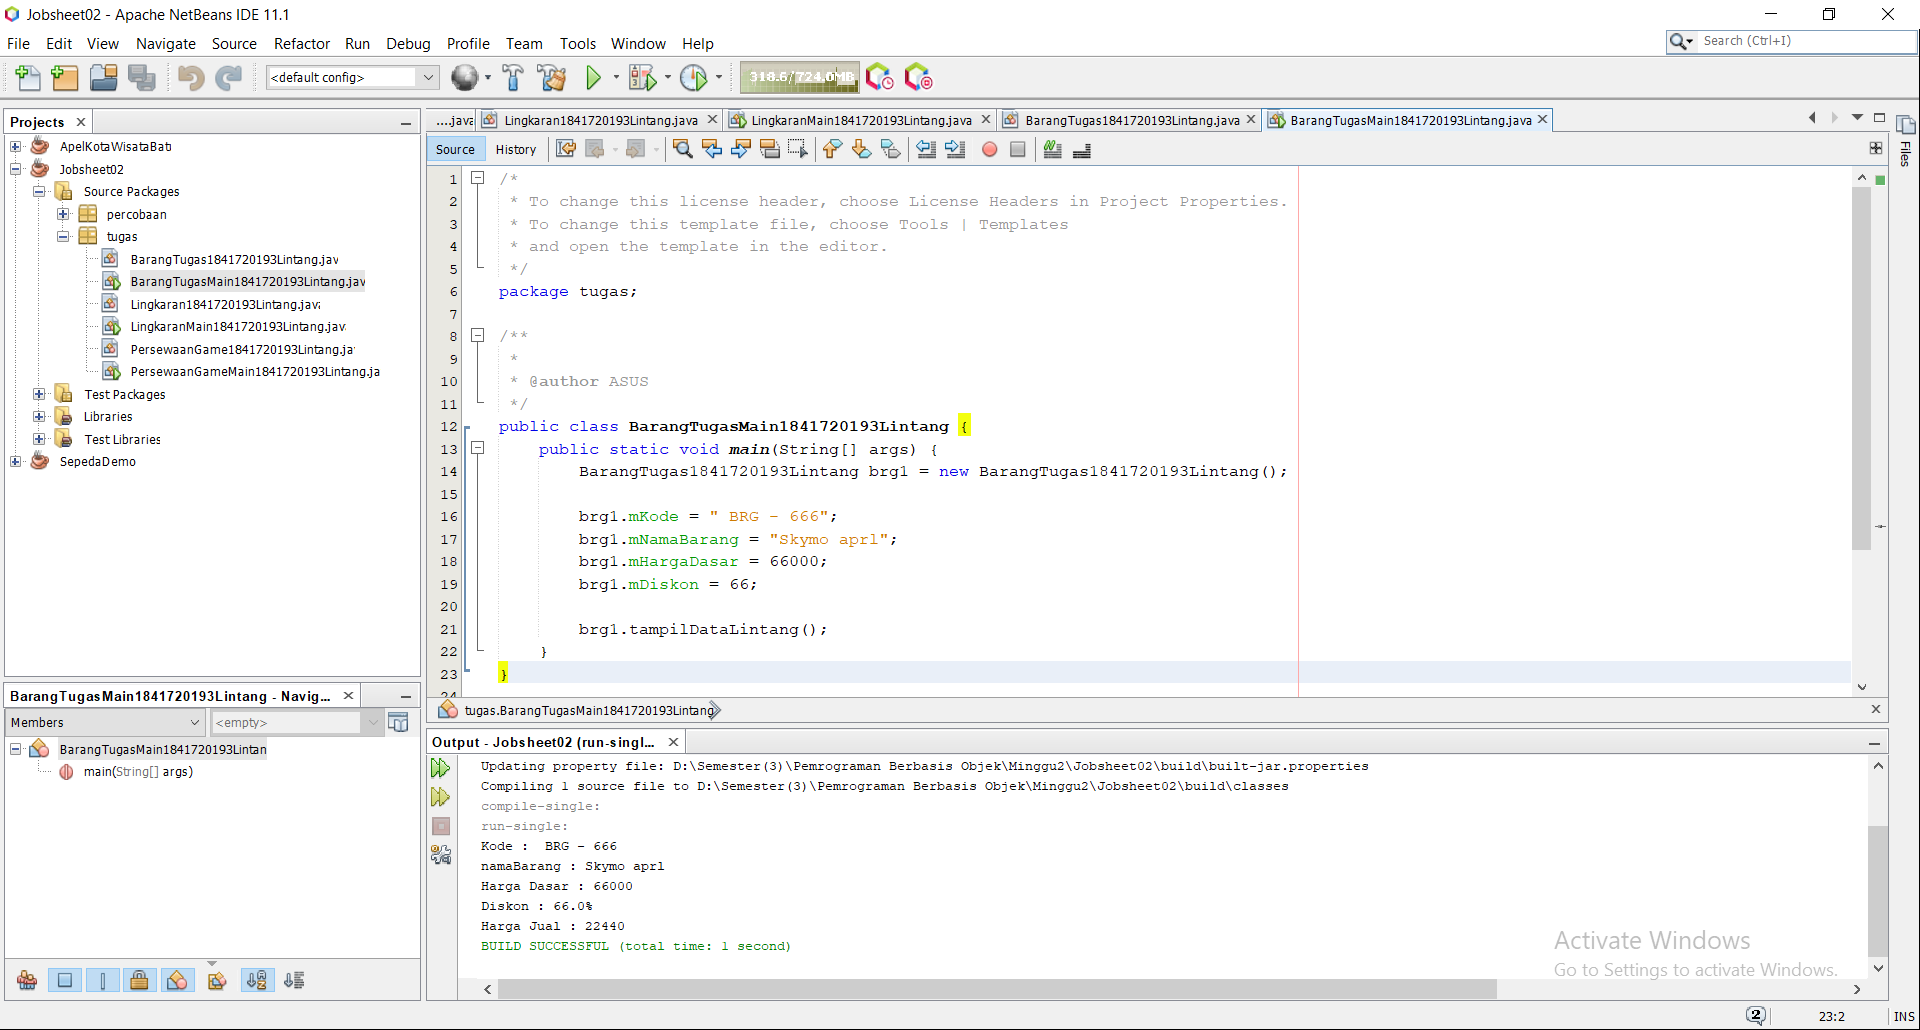 Jobsheet02 - Apache NetBeans IDE 11.1
File Edit View Navigate Source Refactor Run Debug Profile Team Tools Window Help
Search (Ctrl+I)
<default config>
318.6/724.0MB
Projects
ApelKotaWisataBat
Jobsheet02
Source Packages
percobaan
tugas
BarangTugas1841720193Lintang.jav
BarangTugasMain1841720193Lintang.jav
Lingkaran1841720193Lintang.java
LingkaranMain1841720193Lintang.jav
PersewaanGame1841720193Lintang.ja
PersewaanGameMain1841720193Lintang.ja
Test Packages
Libraries
Test Libraries
SepedaDemo
BarangTugasMain1841720193Lintang - Navig...
Members
<empty>
BarangTugasMain1841720193Lintan
main(String[] args)
....java Lingkaran1841720193Lintang.java LingkaranMain1841720193Lintang.java BarangTugas1841720193Lintang.java BarangTugasMain1841720193Lintang.java
Source History
Files
1 /*
2 * To change this license header, choose License Headers in Project Properties.
3 * To change this template file, choose Tools | Templates
4 * and open the template in the editor.
5 */
6 package tugas;
7
8 /**
9 *
10 * @author ASUS
11 */
12 public class BarangTugasMain1841720193Lintang {
13 public static void main(String[] args) {
14 BarangTugas1841720193Lintang brg1 = new BarangTugas1841720193Lintang();
15
16 brg1.mKode = " BRG - 666";
17 brg1.mNamaBarang = "Skymo aprl";
18 brg1.mHargaDasar = 66000;
19 brg1.mDiskon = 66;
20
21 brg1.tampilDataLintang();
22 }
23 }
24
tugas.BarangTugasMain1841720193Lintang
Output - Jobsheet02 (run-singl...
Updating property file: D:\Semester(3)\Pemrograman Berbasis Objek\Minggu2\Jobsheet02\build\built-jar.properties
Compiling 1 source file to D:\Semester(3)\Pemrograman Berbasis Objek\Minggu2\Jobsheet02\build\classes
compile-single:
run-single:
Kode :  BRG - 666
namaBarang : Skymo aprl
Harga Dasar : 66000
Diskon : 66.0%
Harga Jual : 22440
BUILD SUCCESSFUL (total time: 1 second)
Activate Windows
Go to Settings to activate Windows.
2
23:2
INS